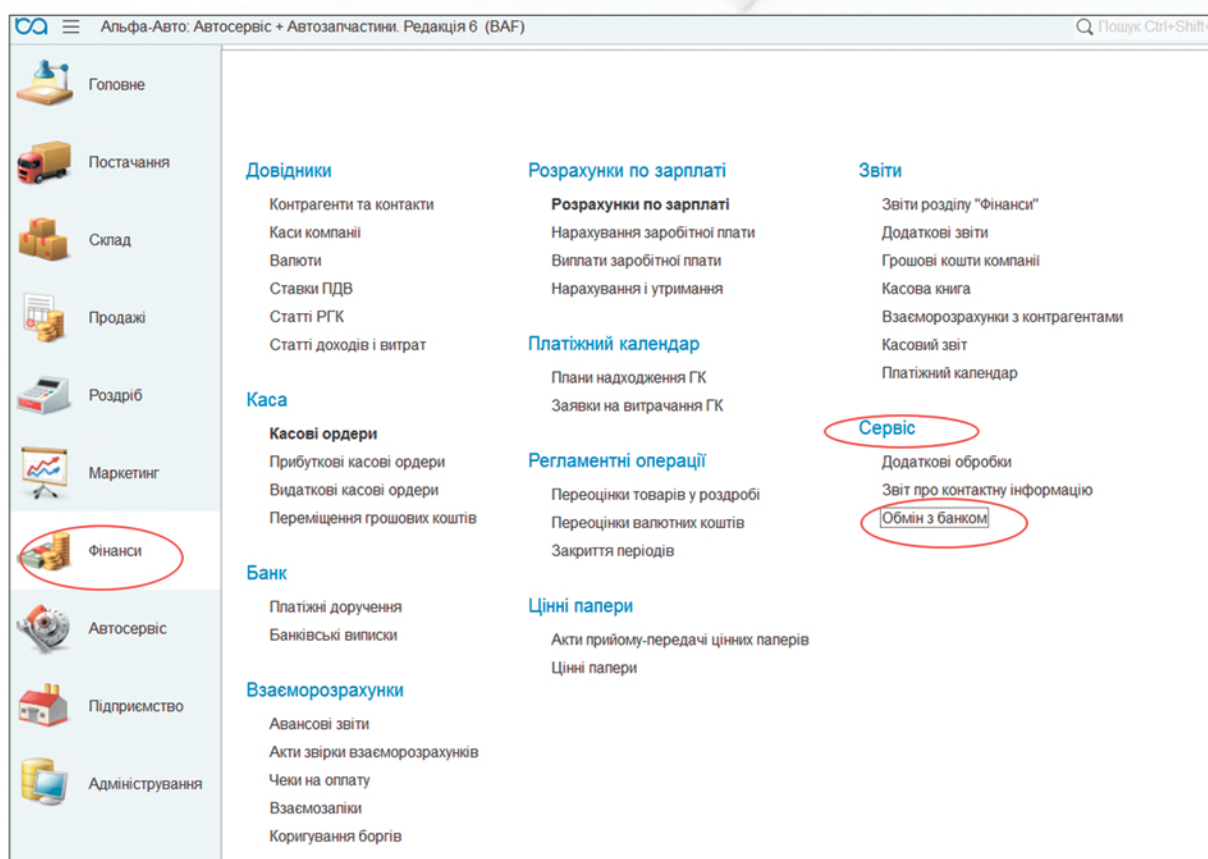 Альфа-Авто: Автосервіс + Автозапчастини. Редакція 6 (BAF)
Пошук Ctrl+Shift+
Головне
Постачання
Склад
Продажі
Роздріб
Маркетинг
Фінанси
Автосервіс
Підприємство
Адміністрування
Довідники
Контрагенти та контакти
Каси компанії
Валюти
Ставки ПДВ
Статті РГК
Статті доходів і витрат
Каса
Касові ордери
Прибуткові касові ордери
Видаткові касові ордери
Переміщення грошових коштів
Банк
Платіжні доручення
Банківські виписки
Взаєморозрахунки
Авансові звіти
Акти звірки взаєморозрахунків
Чеки на оплату
Взаємозаліки
Коригування боргів
Розрахунки по зарплаті
Розрахунки по зарплаті
Нарахування заробітної плати
Виплати заробітної плати
Нарахування і утримання
Платіжний календар
Плани надходження ГК
Заявки на витрачання ГК
Регламентні операції
Переоцінки товарів у роздробі
Переоцінки валютних коштів
Закриття періодів
Цінні папери
Акти прийому-передачі цінних паперів
Цінні папери
Звіти
Звіти розділу "Фінанси"
Додаткові звіти
Грошові кошти компанії
Касова книга
Взаєморозрахунки з контрагентами
Касовий звіт
Платіжний календар
Сервіс
Додаткові обробки
Звіт про контактну інформацію
Обмін з банком